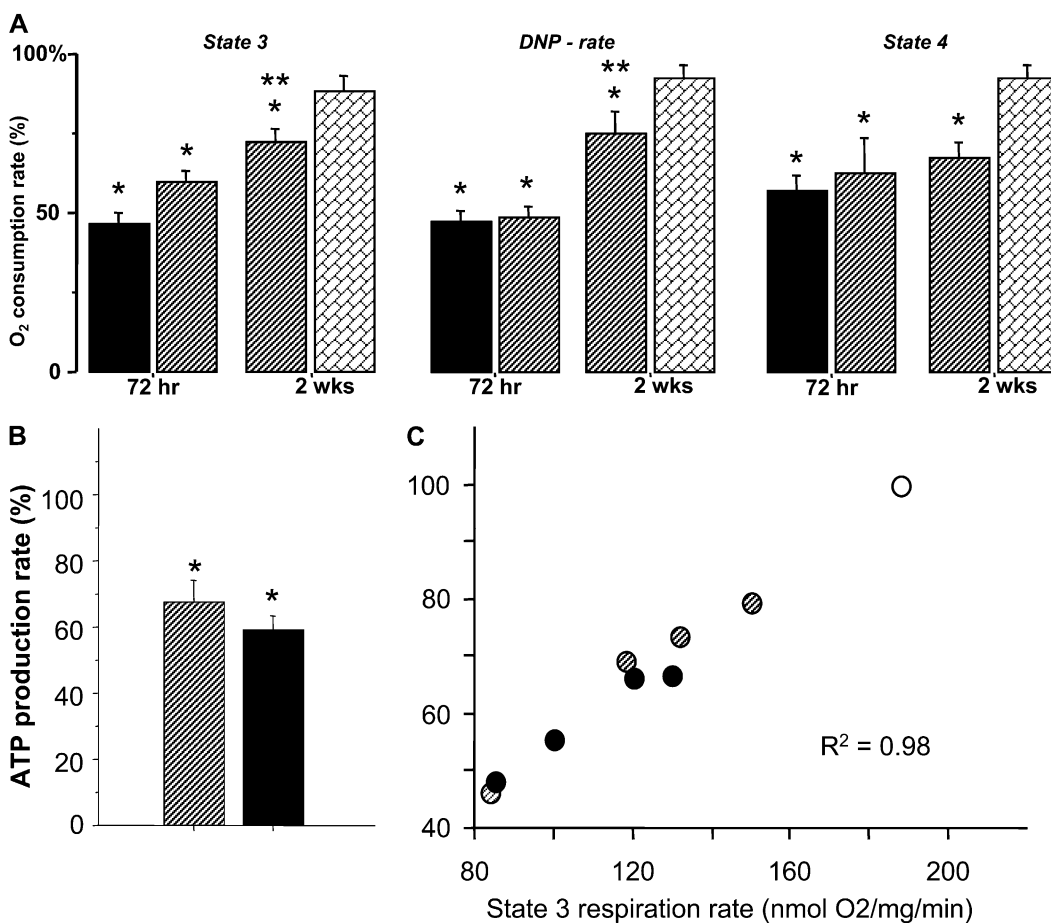 A
State 3
DNP - rate
State 4
100%
50
0
O2 consumption rate (%)
** **
* * * * * * * * *
72 hr 2 wks 72 hr 2 wks 72 hr 2 wks
B
ATP production rate (%)
100
80
60
40
20
0
* *
C
100
80
60
40
R2 = 0.98
80 120 160 200
State 3 respiration rate (nmol O2/mg/min)